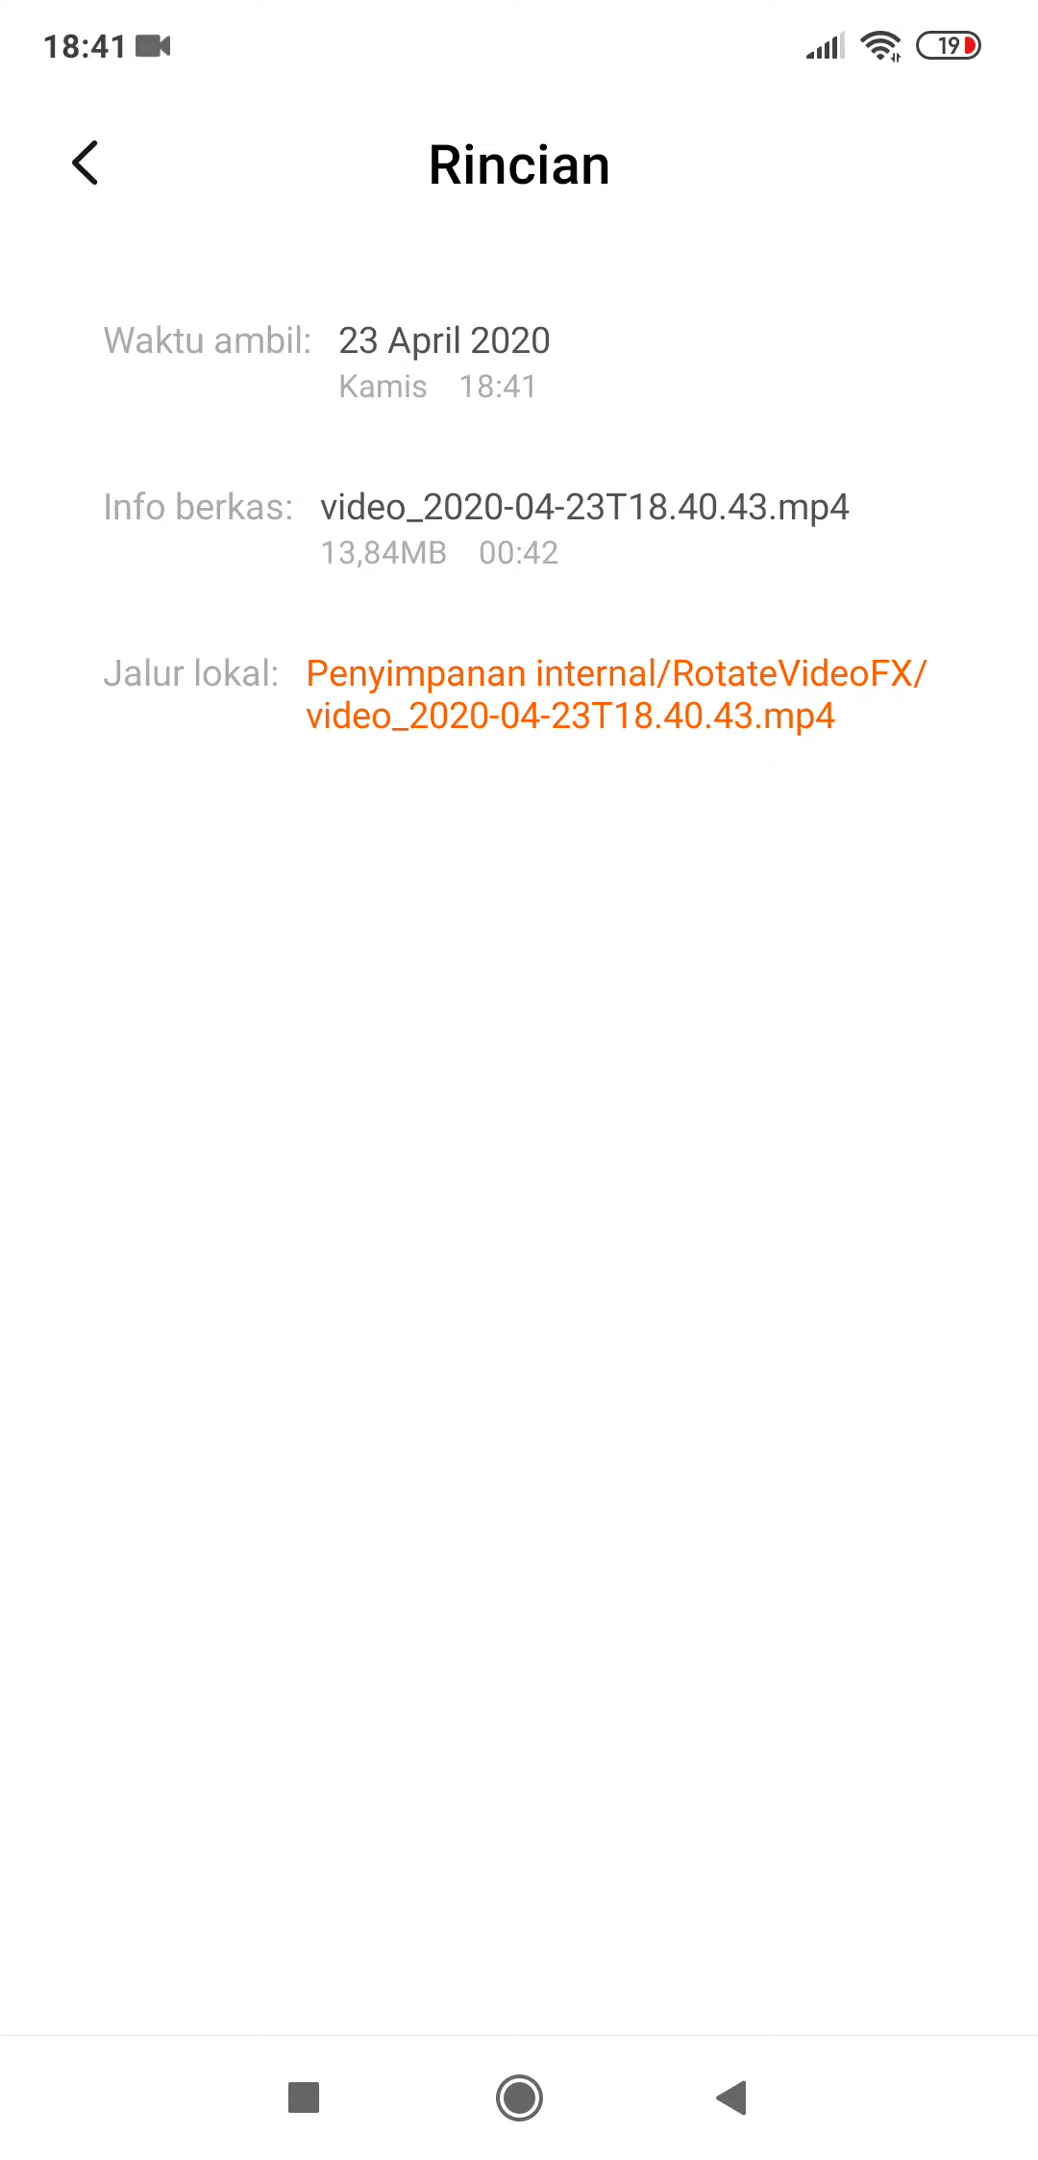 18:41
19
Rincian
Waktu ambil: 23 April 2020
Kamis 18:41
Info berkas: video_2020-04-23T18.40.43.mp4
13,84MB 00:42
Jalur lokal: Penyimpanan internal/RotateVideoFX/
video_2020-04-23T18.40.43.mp4